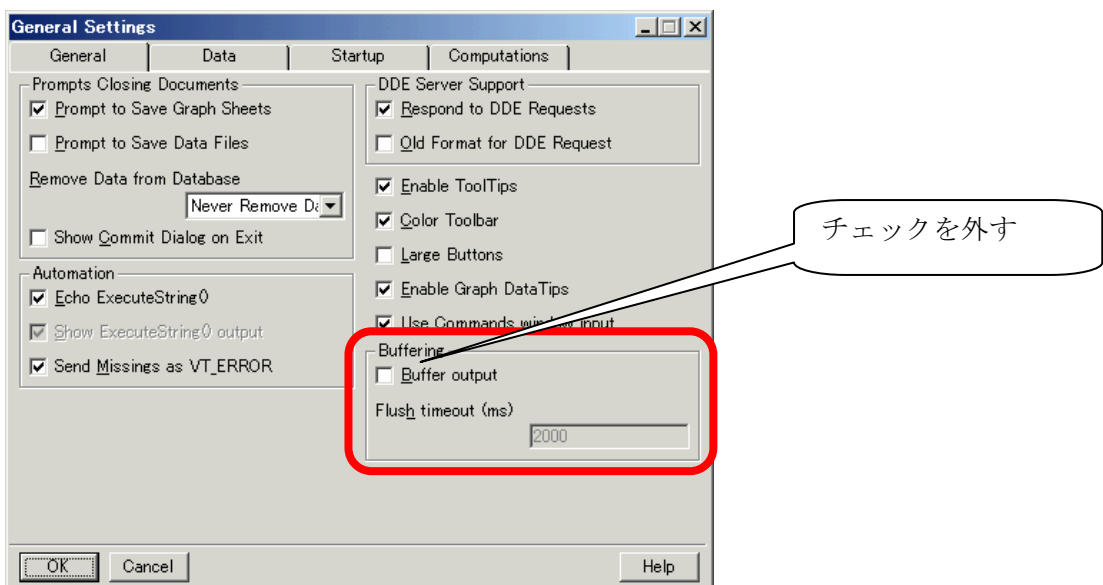 General Settings
General
Data
Startup
Computations
Prompts Closing Documents
Prompt to Save Graph Sheets
Prompt to Save Data Files
Remove Data from Database
Never Remove Da
Show Commit Dialog on Exit
Automation
Echo ExecuteString()
Show ExecuteString() output
Send Missings as VT_ERROR
DDE Server Support
Respond to DDE Requests
Old Format for DDE Request
Enable ToolTips
Color Toolbar
Large Buttons
Enable Graph DataTips
Use Commands window input
Buffering
Buffer output
Flush timeout (ms)
2000
チェックを外す
OK
Cancel
Help